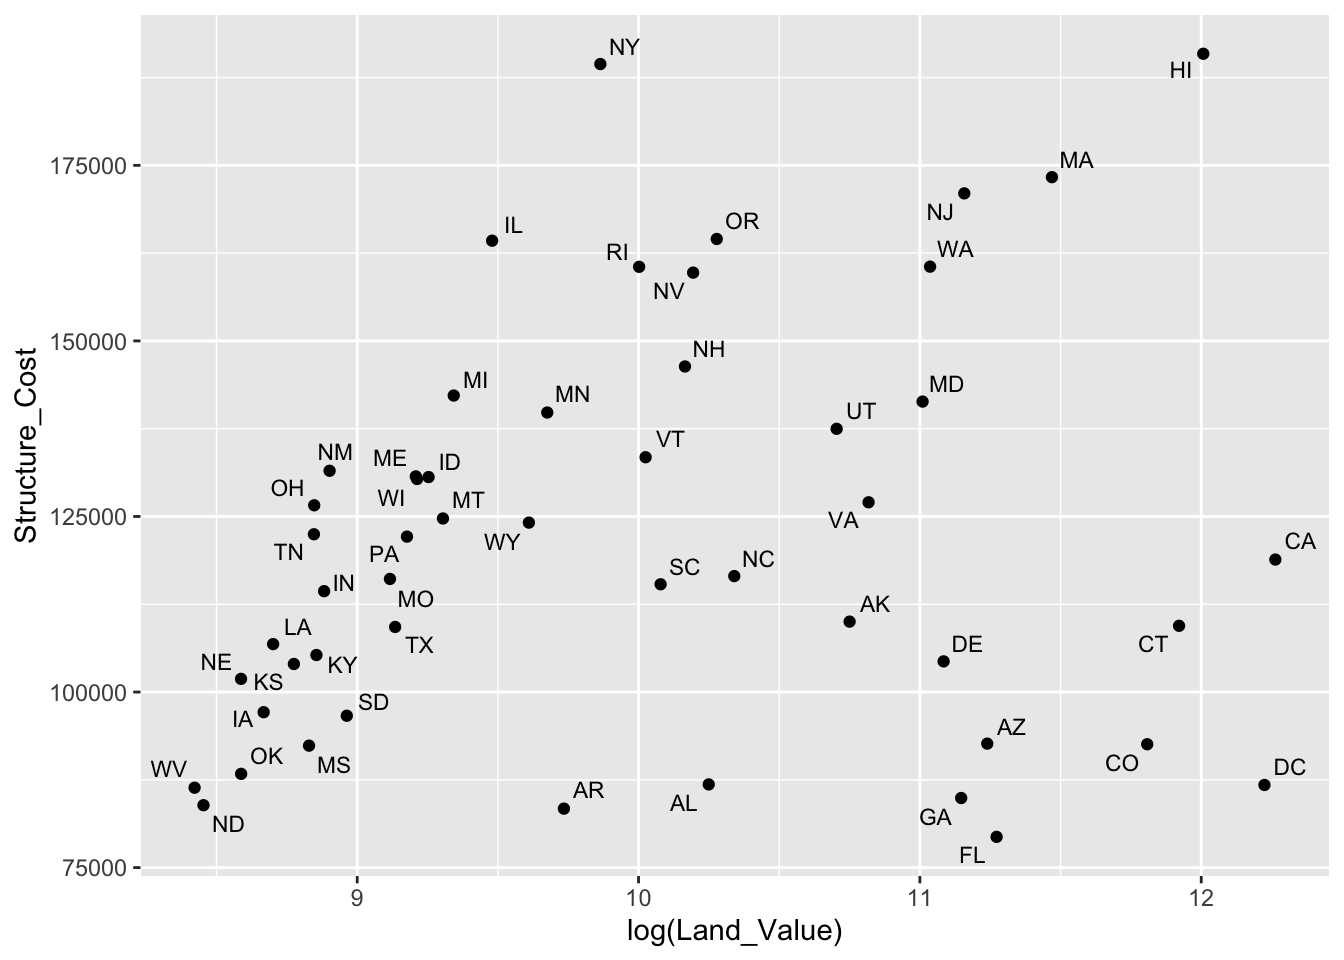 NY
HI
175000
MA
NJ
IL
OR
RI
WA
NV
150000
NH
MI
MD
MN
UT
VT
NM
ME
ID
OH
WI
MT
125000
VA
WY
TN
PA
CA
NC
SC
IN
MO
AK
LA
TX
DE
CT
NE
KY
KS
100000
SD
IA
AZ
OK
MS
CO
WV
DC
AR
AL
GA
ND
FL
75000
9
10
11
12
log(Land_Value)
Structure_Cost